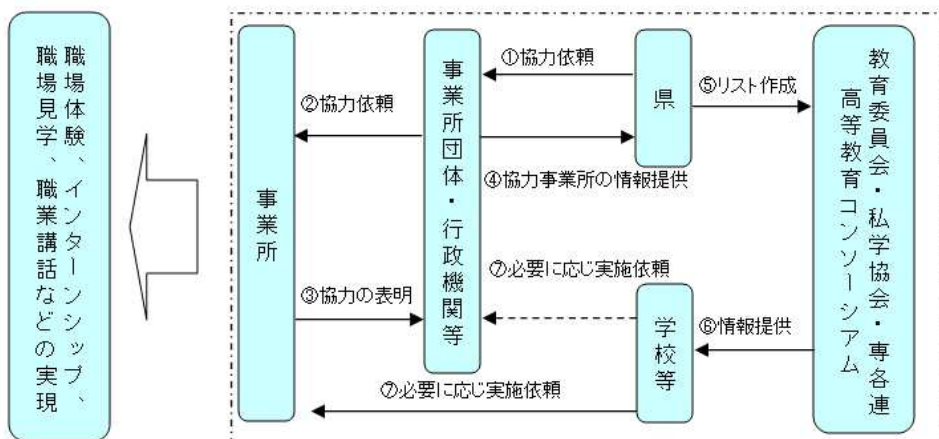 職場体験、インターンシップ、
職場見学、職業講話などの実現
事業所
事業所団体・行政機関等
県
学校等
教育委員会・私学協会・専各連
高等教育コンソーシアム
①協力依頼
②協力依頼
③協力の表明
④協力事業所の情報提供
⑤リスト作成
⑥情報提供
⑦必要に応じ実施依頼
⑦必要に応じ実施依頼